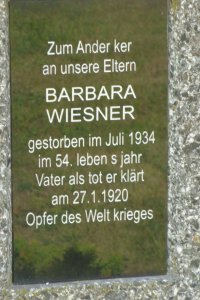 Zum Ander ker
an unsere Eltern
BARBARA
WIESNER
gestorben im Juli 1934
im 54. leben s jahr
Vater als tot er klärt
am 27.1.1920
Opfer des Welt krieges